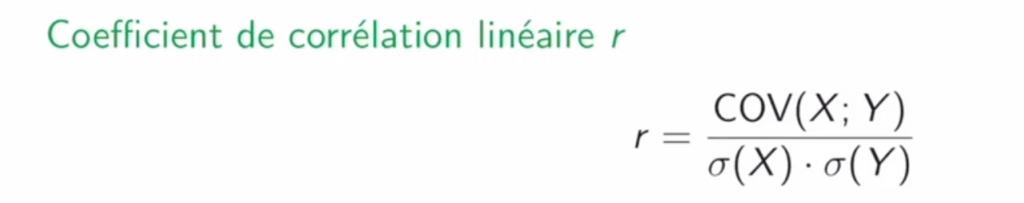 Coefficient de corrélation linéaire r
r = COV(X; Y) / σ(X) · σ(Y)